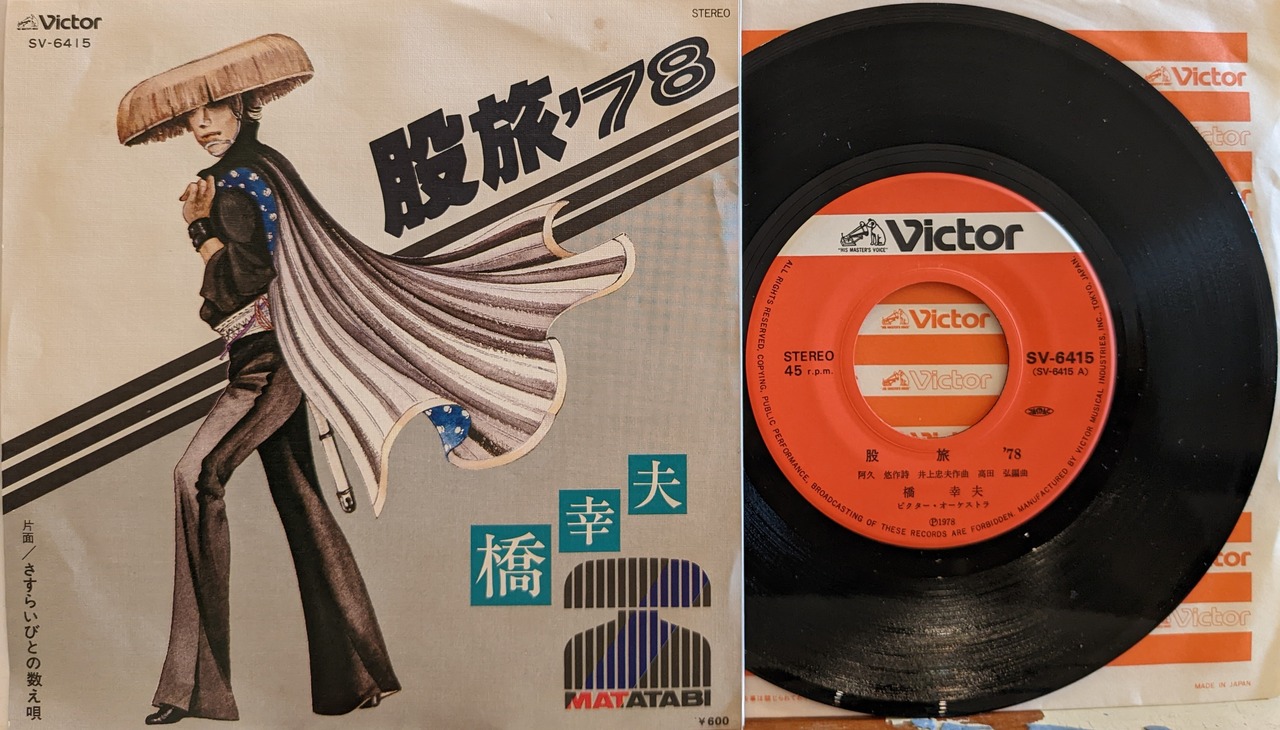 Victor
SV-6415
STEREO
股旅'78
橋幸夫
MATATABI
¥600
片面/さすらいびとの数え唄
Victor
Victor
"HIS MASTER'S VOICE"
Victor
ALL RIGHTS RESERVED. COPYING, PUBLIC PERFORMANCE, BROADCASTING OF THESE RECORDS ARE FORBIDDEN. MANUFACTURED BY VICTOR MUSICAL INDUSTRIES, INC. TOKYO, JAPAN.
Victor
Victor
STEREO
45 r.p.m.
SV-6415
(SV-6415 A)
股旅'78
阿久 悠作詩 井上忠夫作曲 高田 弘編曲
橋幸夫
ビクター・オーケストラ
Ⓟ1978
Victor
MADE IN JAPAN